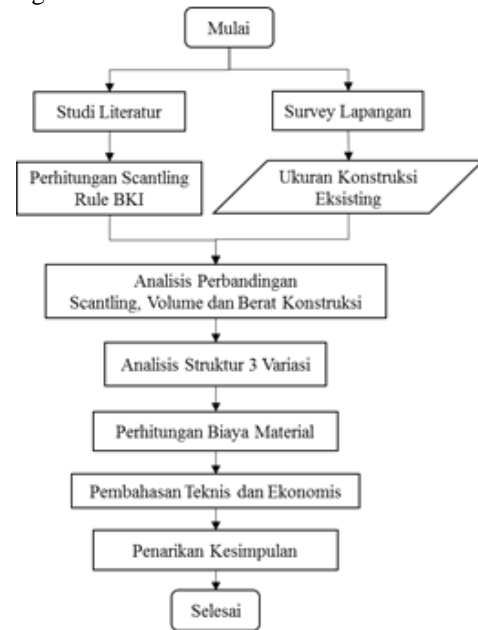 Mulai
Studi Literatur
Survey Lapangan
Perhitungan Scantling
Rule BKI
Ukuran Konstruksi
Eksisting
Analisis Perbandingan
Scantling, Volume dan Berat Konstruksi
Analisis Struktur 3 Variasi
Perhitungan Biaya Material
Pembahasan Teknis dan Ekonomis
Penarikan Kesimpulan
Selesai